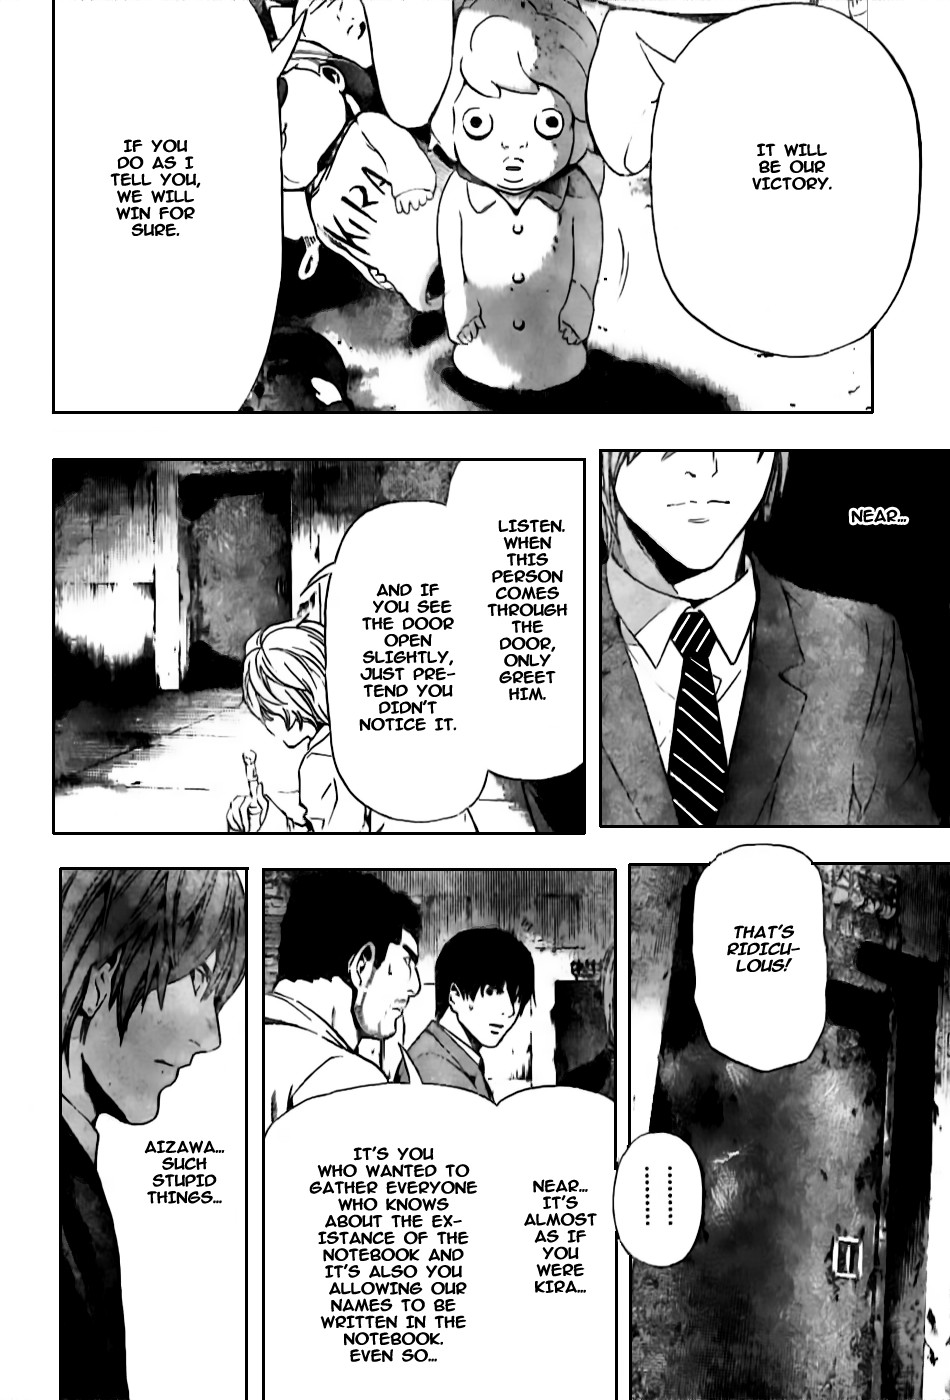 IT WILL
BE OUR
VICTORY.
IF YOU
DO AS I
TELL YOU,
WE WILL
WIN FOR
SURE.
KIRA
NEAR...
LISTEN.
WHEN
THIS
PERSON
COMES
THROUGH
THE
DOOR,
ONLY
GREET
HIM.
AND IF
YOU SEE
THE DOOR
OPEN
SLIGHTLY,
JUST PRE-
TEND YOU
DIDN'T
NOTICE IT.
THAT'S
RIDICU-
LOUS!
.........
.........
NEAR...
IT'S
ALMOST
AS IF
YOU
WERE
KIRA...
IT'S YOU
WHO WANTED TO
GATHER EVERYONE
WHO KNOWS
ABOUT THE EX-
ISTANCE OF THE
NOTEBOOK AND
IT'S ALSO YOU
ALLOWING OUR
NAMES TO BE
WRITTEN IN THE
NOTEBOOK.
EVEN SO...
AIZAWA...
SUCH
STUPID
THINGS...